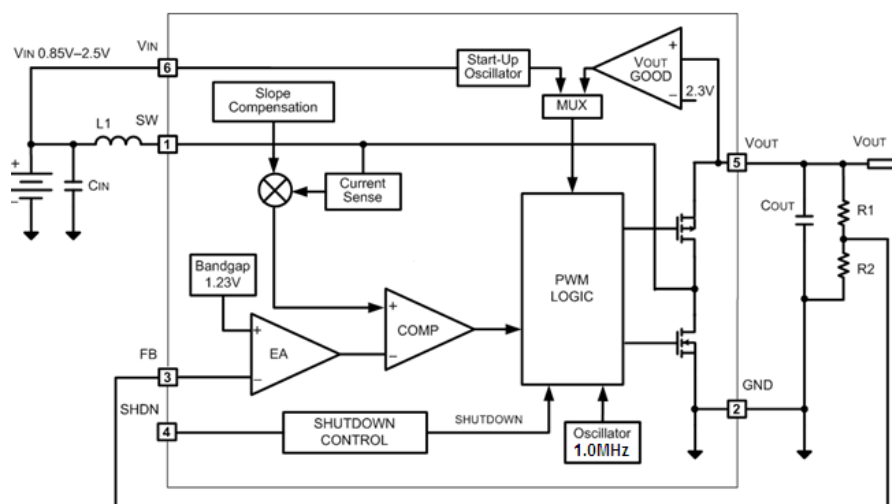 VIN 0.85V–2.5V
VIN
6
Start-Up
Oscillator
+
VOUT
GOOD
−
2.3V
MUX
Slope
Compensation
L1
SW
1
VOUT
5
VOUT
+
−
CIN
Current
Sense
COUT
R1
R2
Bandgap
1.23V
PWM
LOGIC
+
COMP
−
+
EA
−
FB
3
GND
2
SHDN
4
SHUTDOWN
CONTROL
SHUTDOWN
Oscillator
1.0MHz